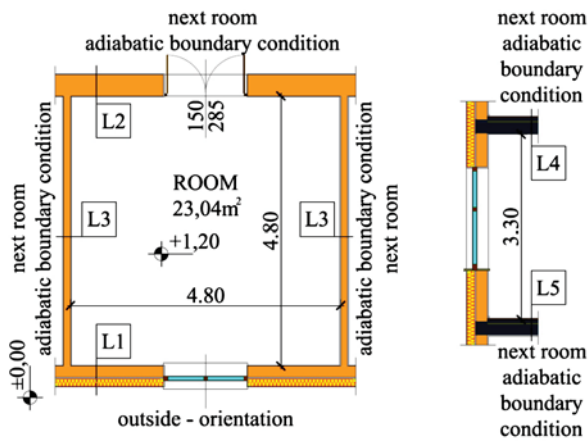 next room
adiabatic boundary condition
150
285
L2
ROOM
23,04m²
+1,20
4.80
L3
L3
4.80
L1
next room
adiabatic boundary condition
adiabatic boundary condition
next room
±0,00
outside - orientation
next room
adiabatic
boundary
condition
L4
3.30
L5
next room
adiabatic
boundary
condition